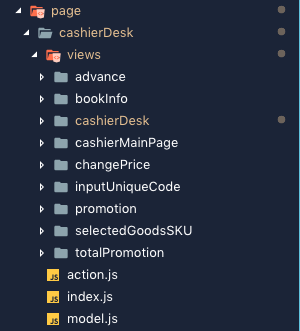 page
cashierDesk
views
advance
bookInfo
cashierDesk
cashierMainPage
changePrice
inputUniqueCode
promotion
selectedGoodsSKU
totalPromotion
JS action.js
JS index.js
JS model.js